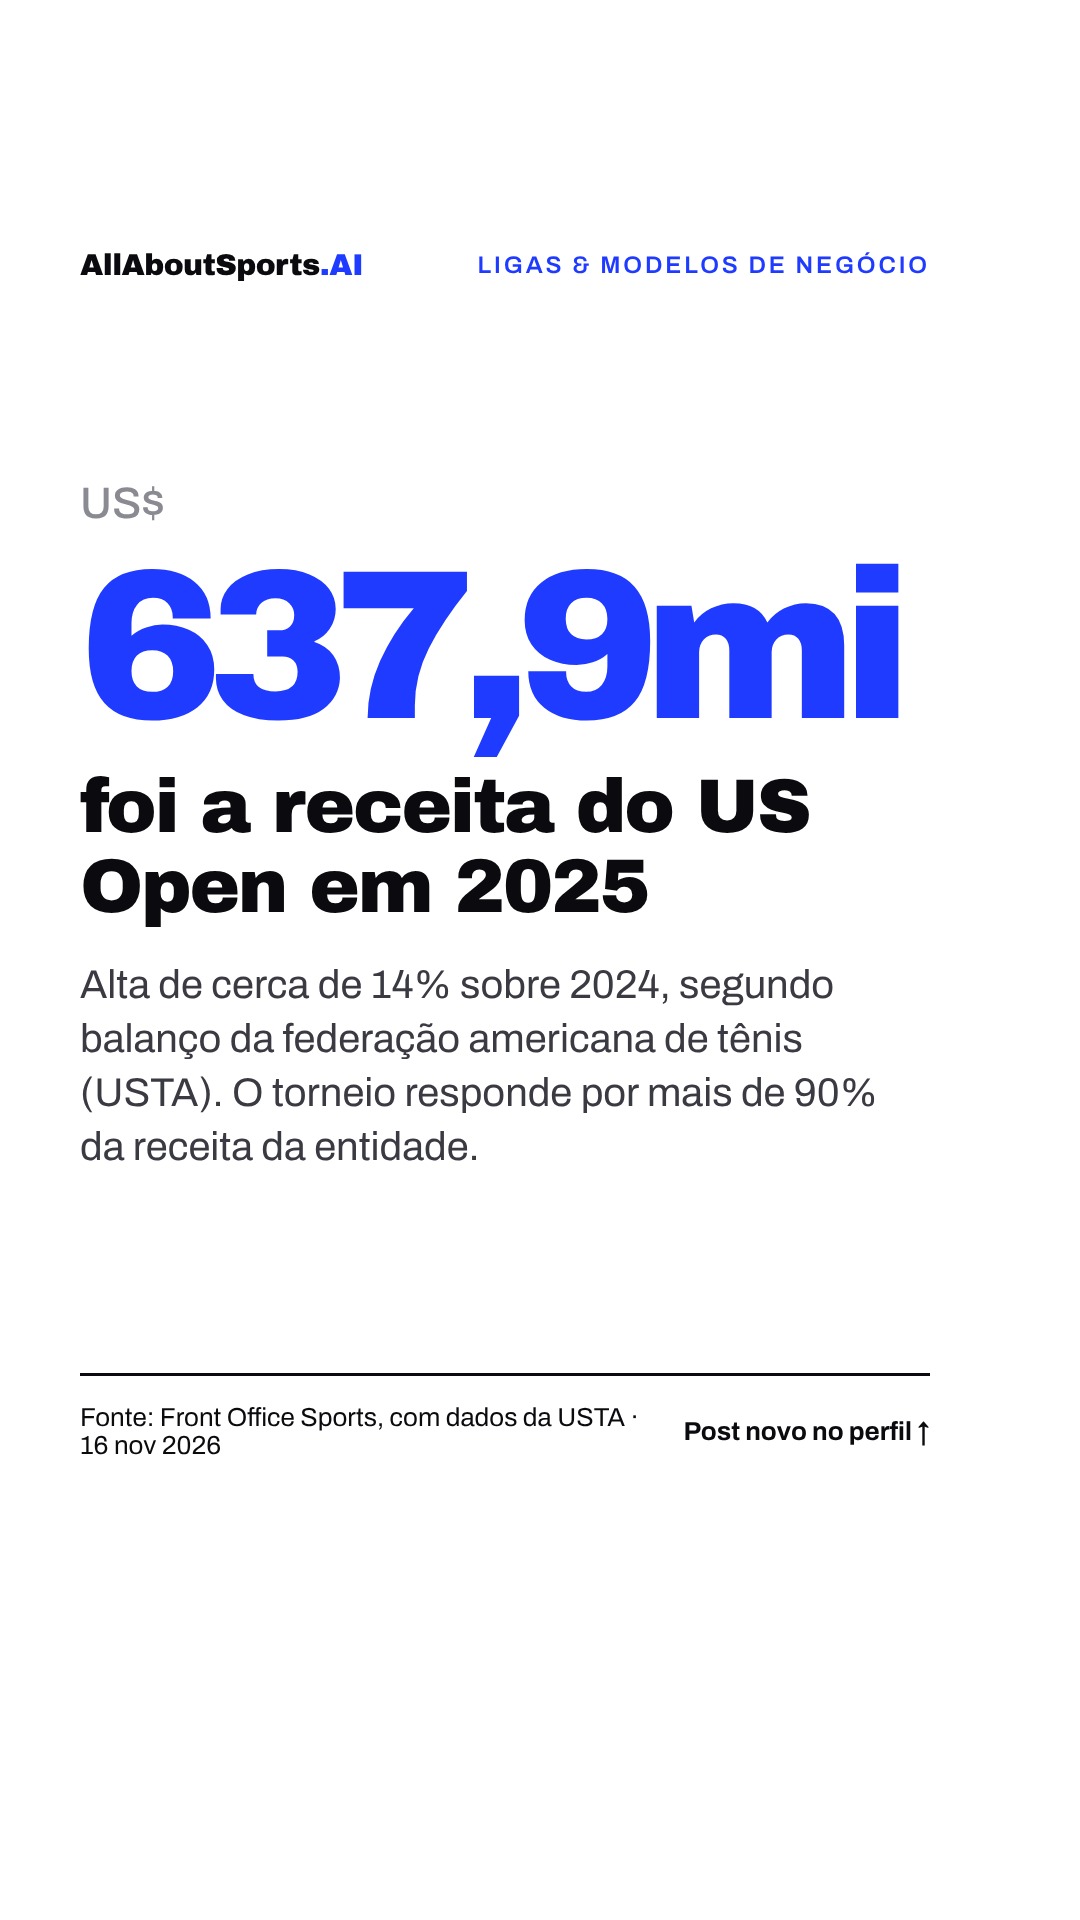 AllAboutSports.AI
LIGAS & MODELOS DE NEGÓCIO
US$
637,9mi
foi a receita do US
Open em 2025
Alta de cerca de 14% sobre 2024, segundo
balanço da federação americana de tênis
(USTA). O torneio responde por mais de 90%
da receita da entidade.
Fonte: Front Office Sports, com dados da USTA ·
16 nov 2026
Post novo no perfil ↑